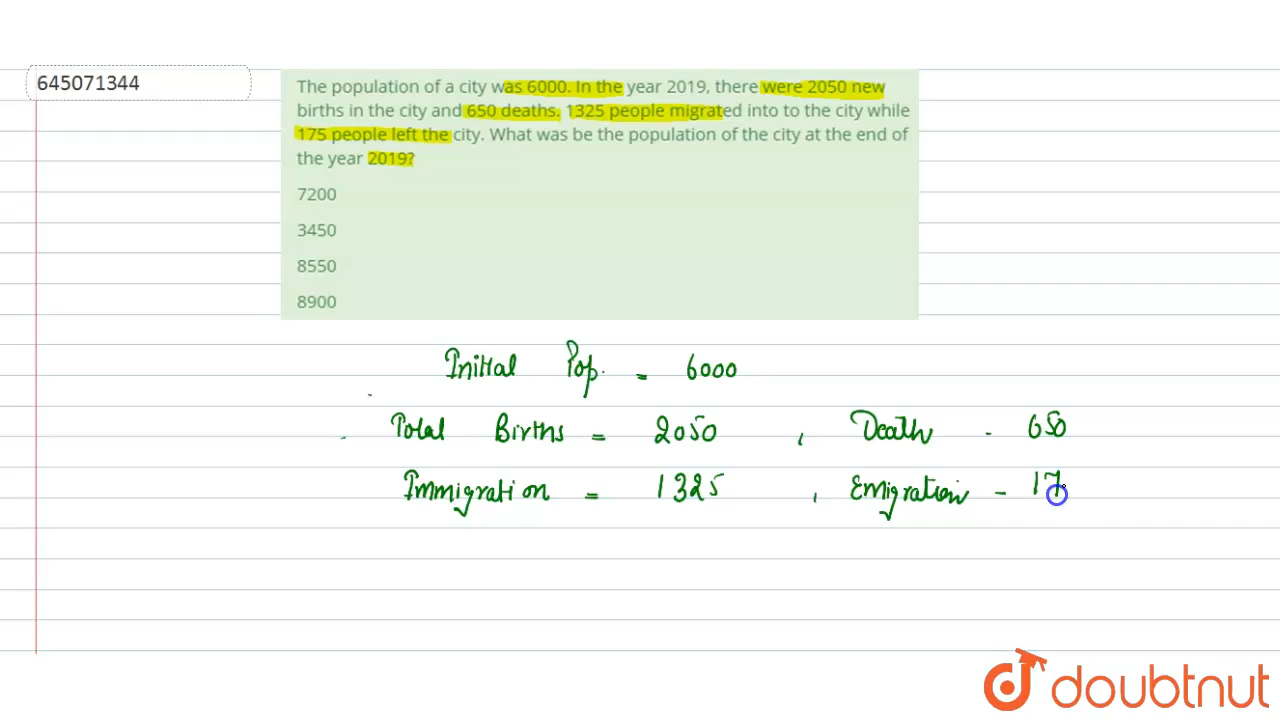 645071344
The population of a city was 6000. In the year 2019, there were 2050 new
births in the city and 650 deaths. 1325 people migrated into to the city while
175 people left the city. What was be the population of the city at the end of
the year 2019?
7200
3450
8550
8900
Initial Pop. = 6000
Total Births = 2050 , Death - 650
Immigration = 1325 , Emigration - 17
doubtnut